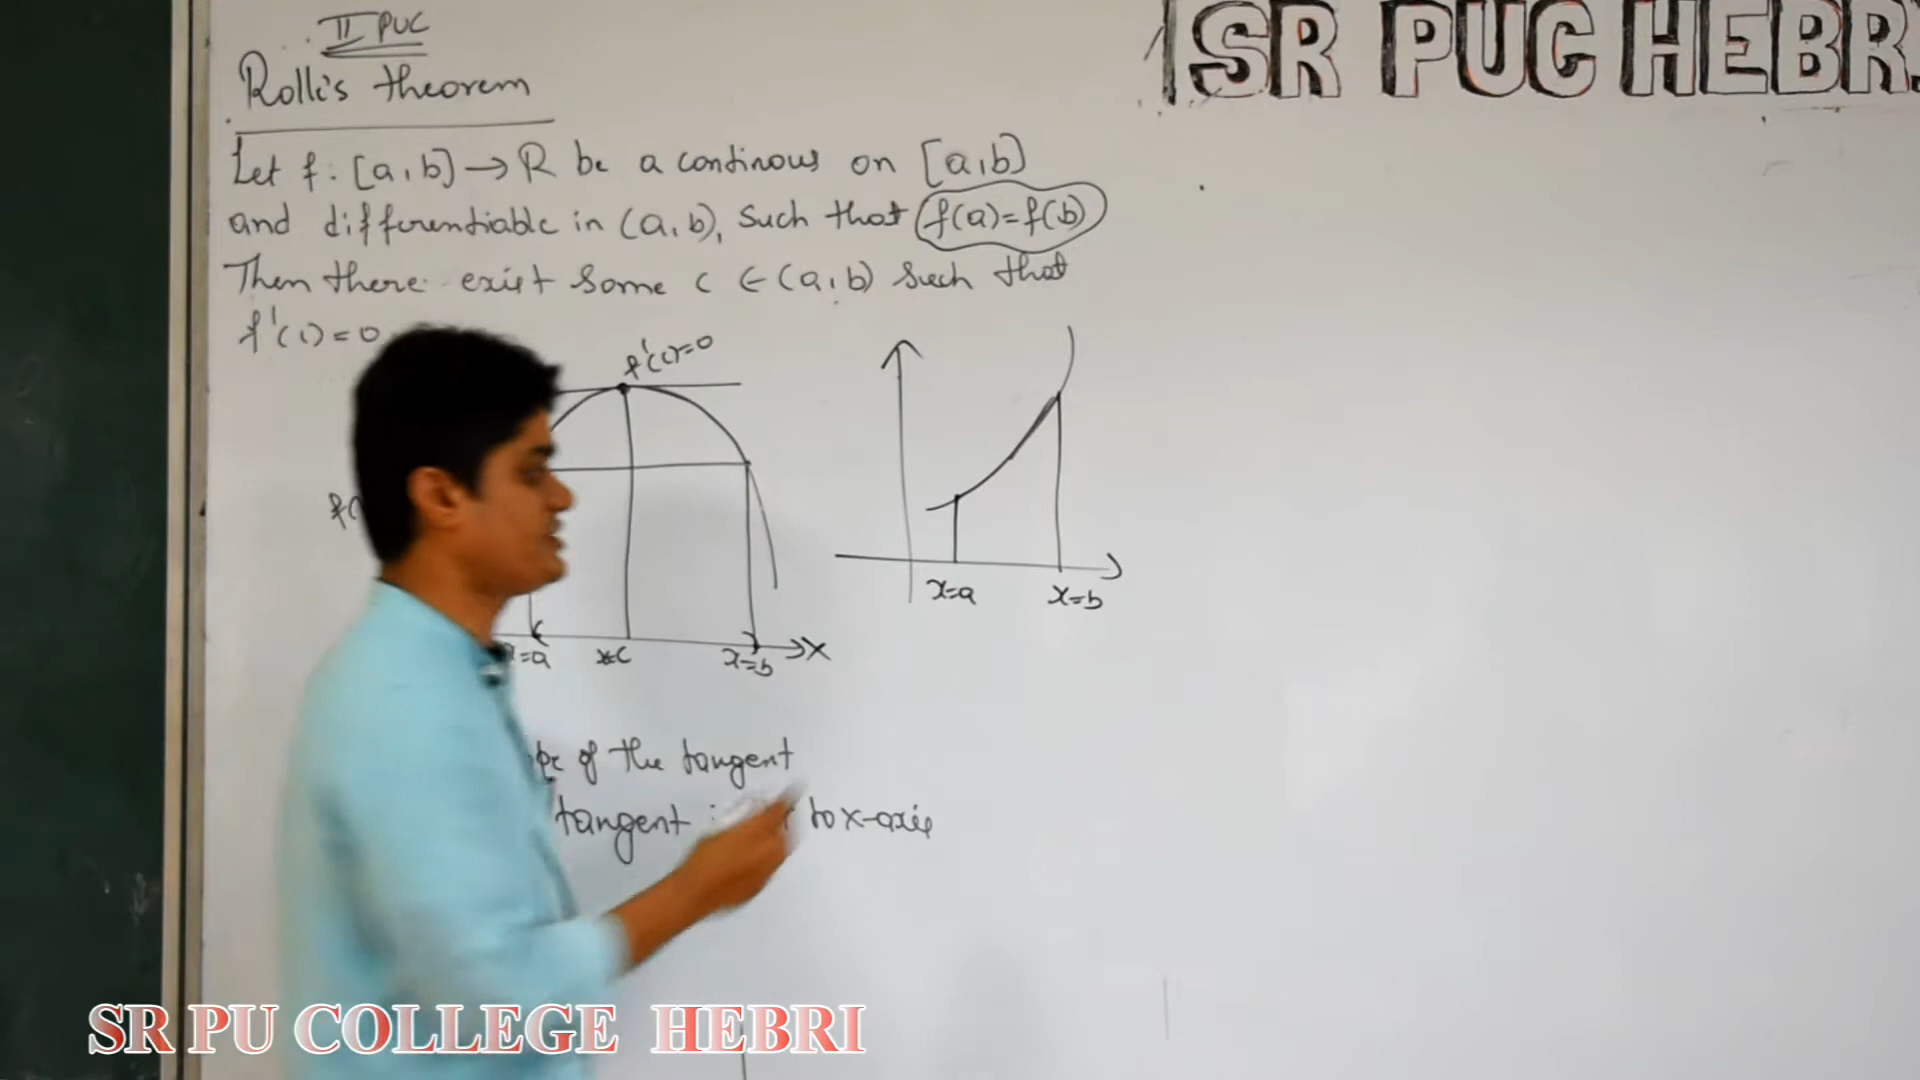 II PUC
SR PUC HEBR
Rolle's theorem
Let f: [a, b] → R be a continous on [a, b]
and differentiable in (a, b), such that f(a)=f(b)
Then there exist some c ∈ (a, b) such that
f'(c) = 0
f'(c)=0
f(
x=a x=c x=b X
x=a x=b
of the tangent
tangent to x-axis
SR PU COLLEGE HEBRI